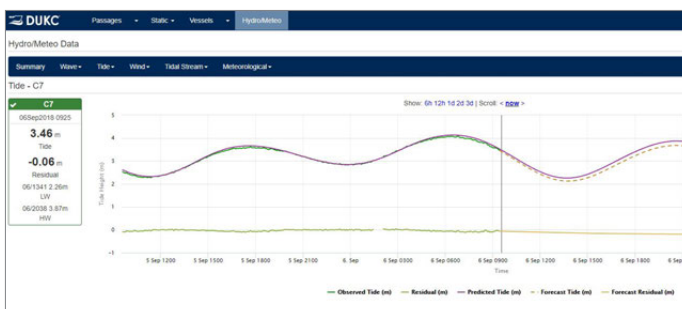 DUKC Passages Static Vessels Hydro/Meteo
Hydro/Meteo Data
Summary Wave Tide Wind Tidal Stream Meteorological
Tide - C7
C7
06Sep2018 0925
3.46 m
Tide
-0.06 m
Residual
06/1341 2.26m
LW
06/2038 3.87m
HW
Show: 6h 12h 1d 2d 3d | Scroll: < now >
Tide Height (m)
5
4
3
2
1
0
-1
5 Sep 1200 5 Sep 1500 5 Sep 1800 5 Sep 2100 6. Sep 6 Sep 0300 6 Sep 0600 6 Sep 0900 6 Sep 1200 6 Sep 1500 6 Sep 1800 6 Sep
Time
Observed Tide (m) Residual (m) Predicted Tide (m) Forecast Tide (m) Forecast Residual (m)